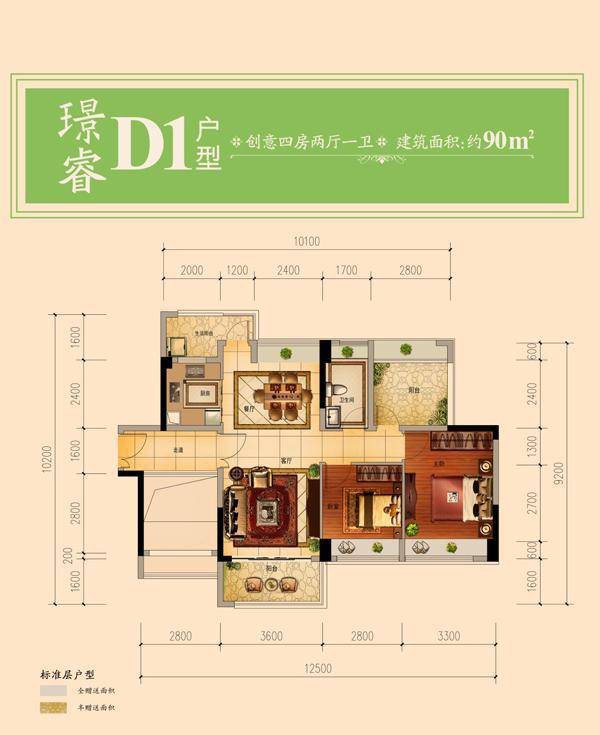 璟睿
D1户型
创意四房两厅一卫 建筑面积:约90m²
10100
2000 1200 2400 1700 2800
1600
2400
1600
2800
200
1600
10200
600
2400
1300
2700
600
1600
9200
生活阳台
厨房
餐厅
卫生间
阳台
走道
客厅
卧室
主卧
阳台
2800 3600 2800 3300
12500
标准层户型
全赠送面积
半赠送面积